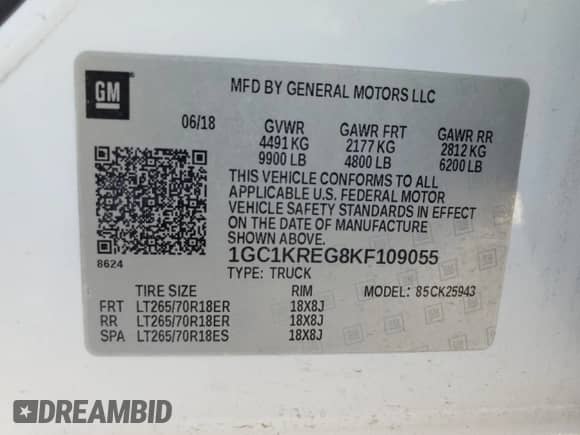 GM
MFD BY GENERAL MOTORS LLC
06/18 GVWR GAWR FRT GAWR RR
4491 KG 2177 KG 2812 KG
9900 LB 4800 LB 6200 LB
THIS VEHICLE CONFORMS TO ALL
APPLICABLE U.S. FEDERAL MOTOR
VEHICLE SAFETY STANDARDS IN EFFECT
ON THE DATE OF MANUFACTURE
SHOWN ABOVE.
8624 1GC1KREG8KF109055
TYPE: TRUCK
TIRE SIZE RIM MODEL: 85CK25943
FRT LT265/70R18ER 18X8J
RR LT265/70R18ER 18X8J
SPA LT265/70R18ES 18X8J
DREAMBID